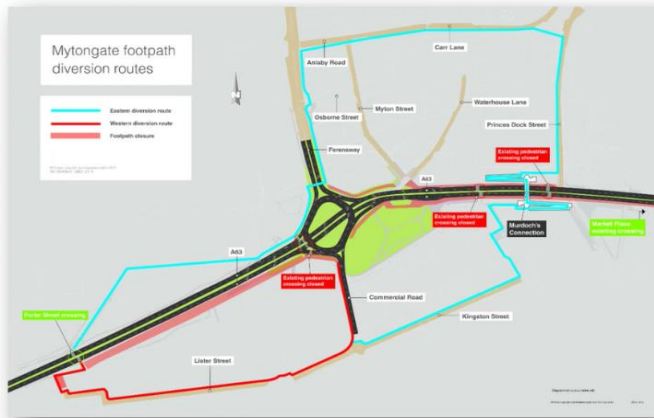 Mytongate footpath
diversion routes
Eastern diversion route
Western diversion route
Footpath closure
N
Anlaby Road
Carr Lane
Osborne Street
Myton Street
Waterhouse Lane
Princes Dock Street
Ferensway
Existing pedestrian
crossing closed
A63
Existing pedestrian
crossing closed
Murdoch's
Connection
Market Place
existing crossing
A63
Existing pedestrian
crossing closed
Porter Street crossing
Commercial Road
Kingston Street
Lister Street